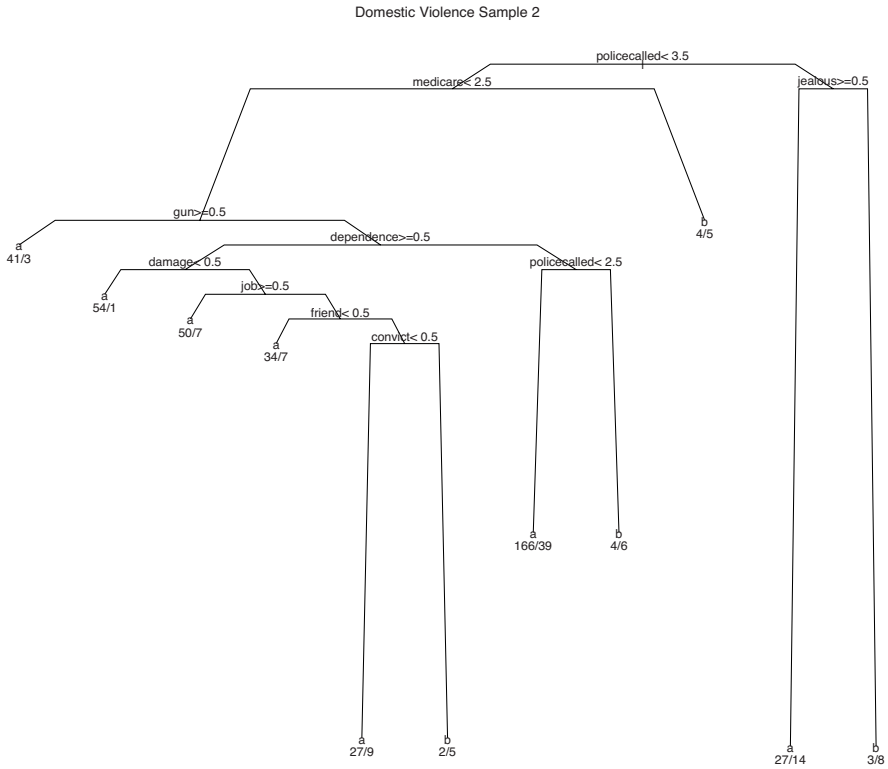 Domestic Violence Sample 2
policecalled< 3.5
medicare< 2.5
jealous>=0.5
gun>=0.5
b
4/5
dependence>=0.5
a
41/3
damage< 0.5
policecalled< 2.5
job>=0.5
a
54/1
friend< 0.5
a
50/7
convict< 0.5
a
34/7
a
166/39
b
4/6
a
27/9
b
2/5
a
27/14
b
3/8